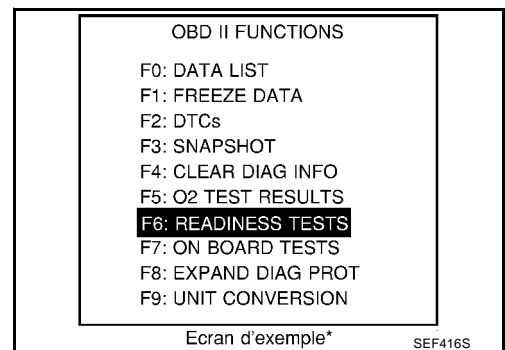 OBD II FUNCTIONS
F0: DATA LIST
F1: FREEZE DATA
F2: DTCs
F3: SNAPSHOT
F4: CLEAR DIAG INFO
F5: O2 TEST RESULTS
F6: READINESS TESTS
F7: ON BOARD TESTS
F8: EXPAND DIAG PROT
F9: UNIT CONVERSION
Ecran d'exemple*
SEF416S